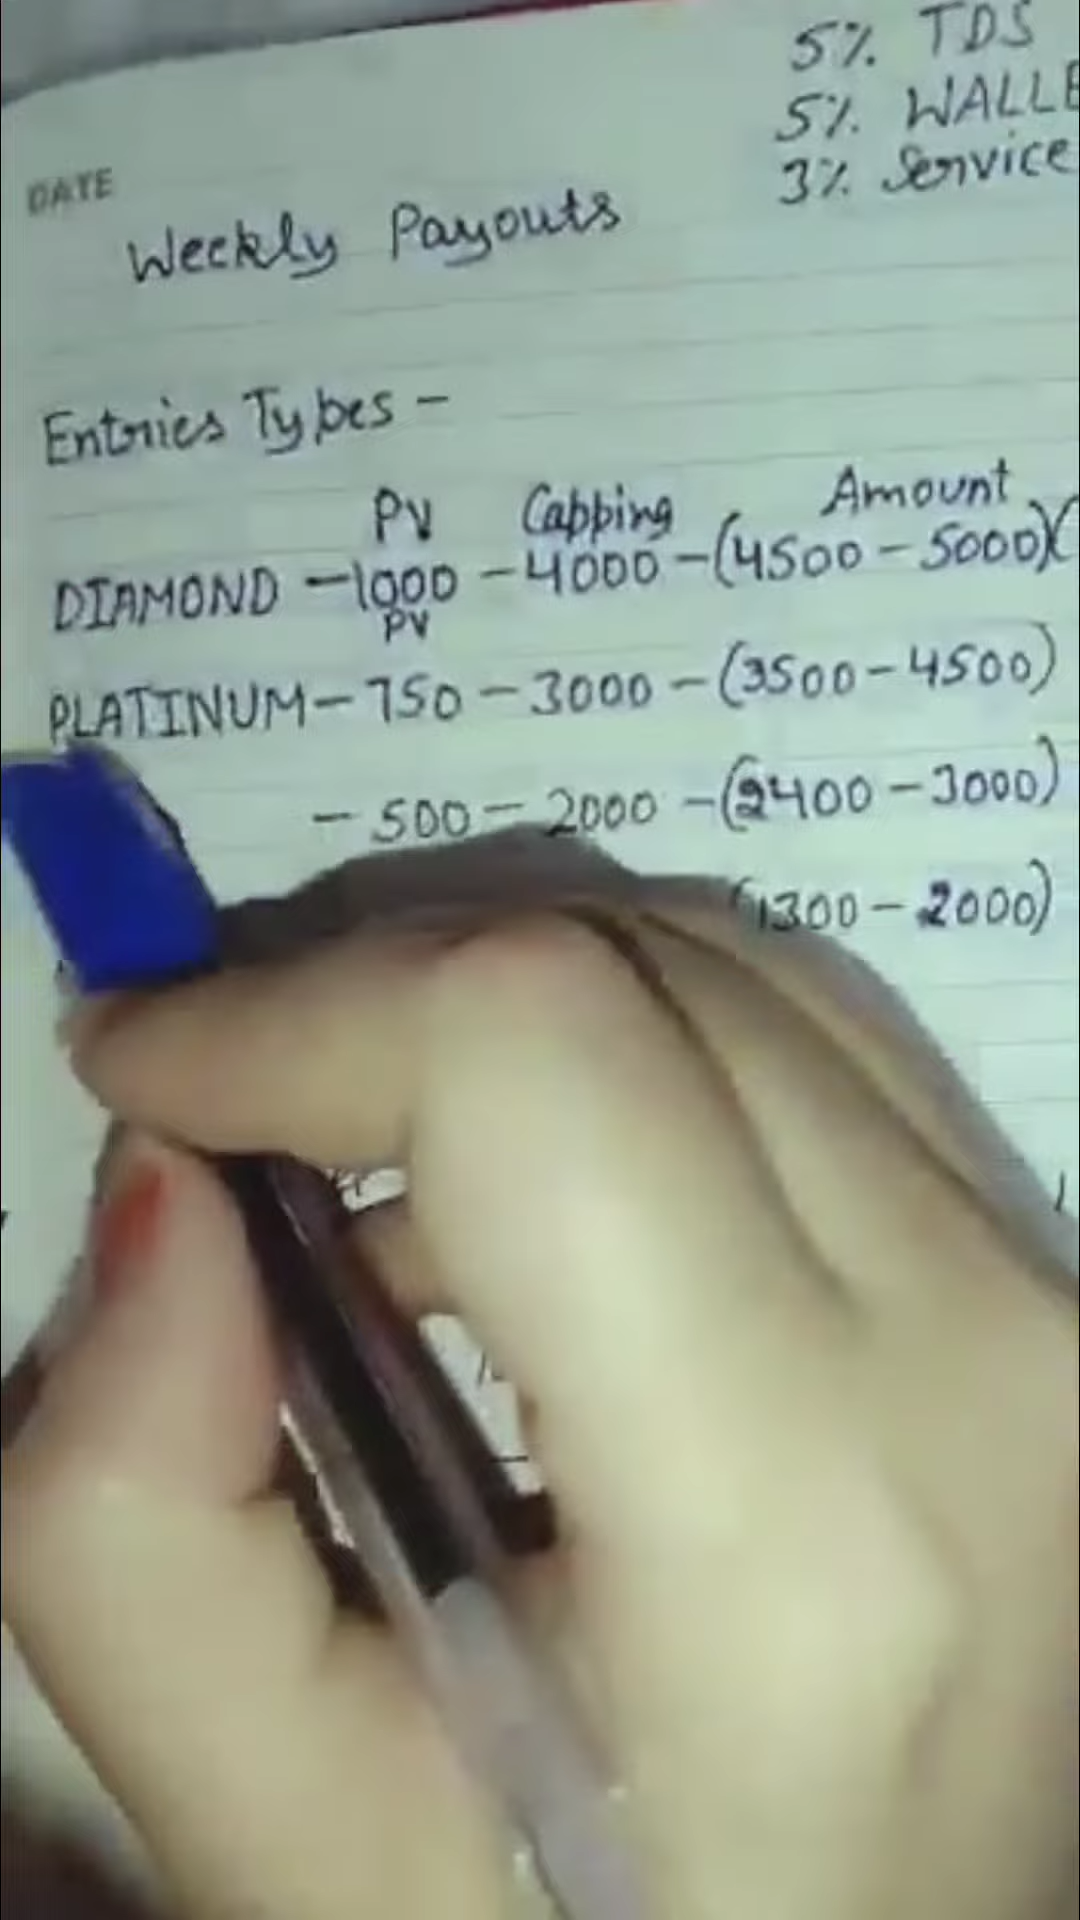 5% TDS
5% WALLE
3% Service
DATE
Weekly Payouts
Entries Types -
PV Capping Amount
DIAMOND - 1000 - 4000 - (4500 - 5000)(
PV
PLATINUM - 750 - 3000 - (3500 - 4500)
- 500 - 2000 - (2400 - 3000)
(1300 - 2000)